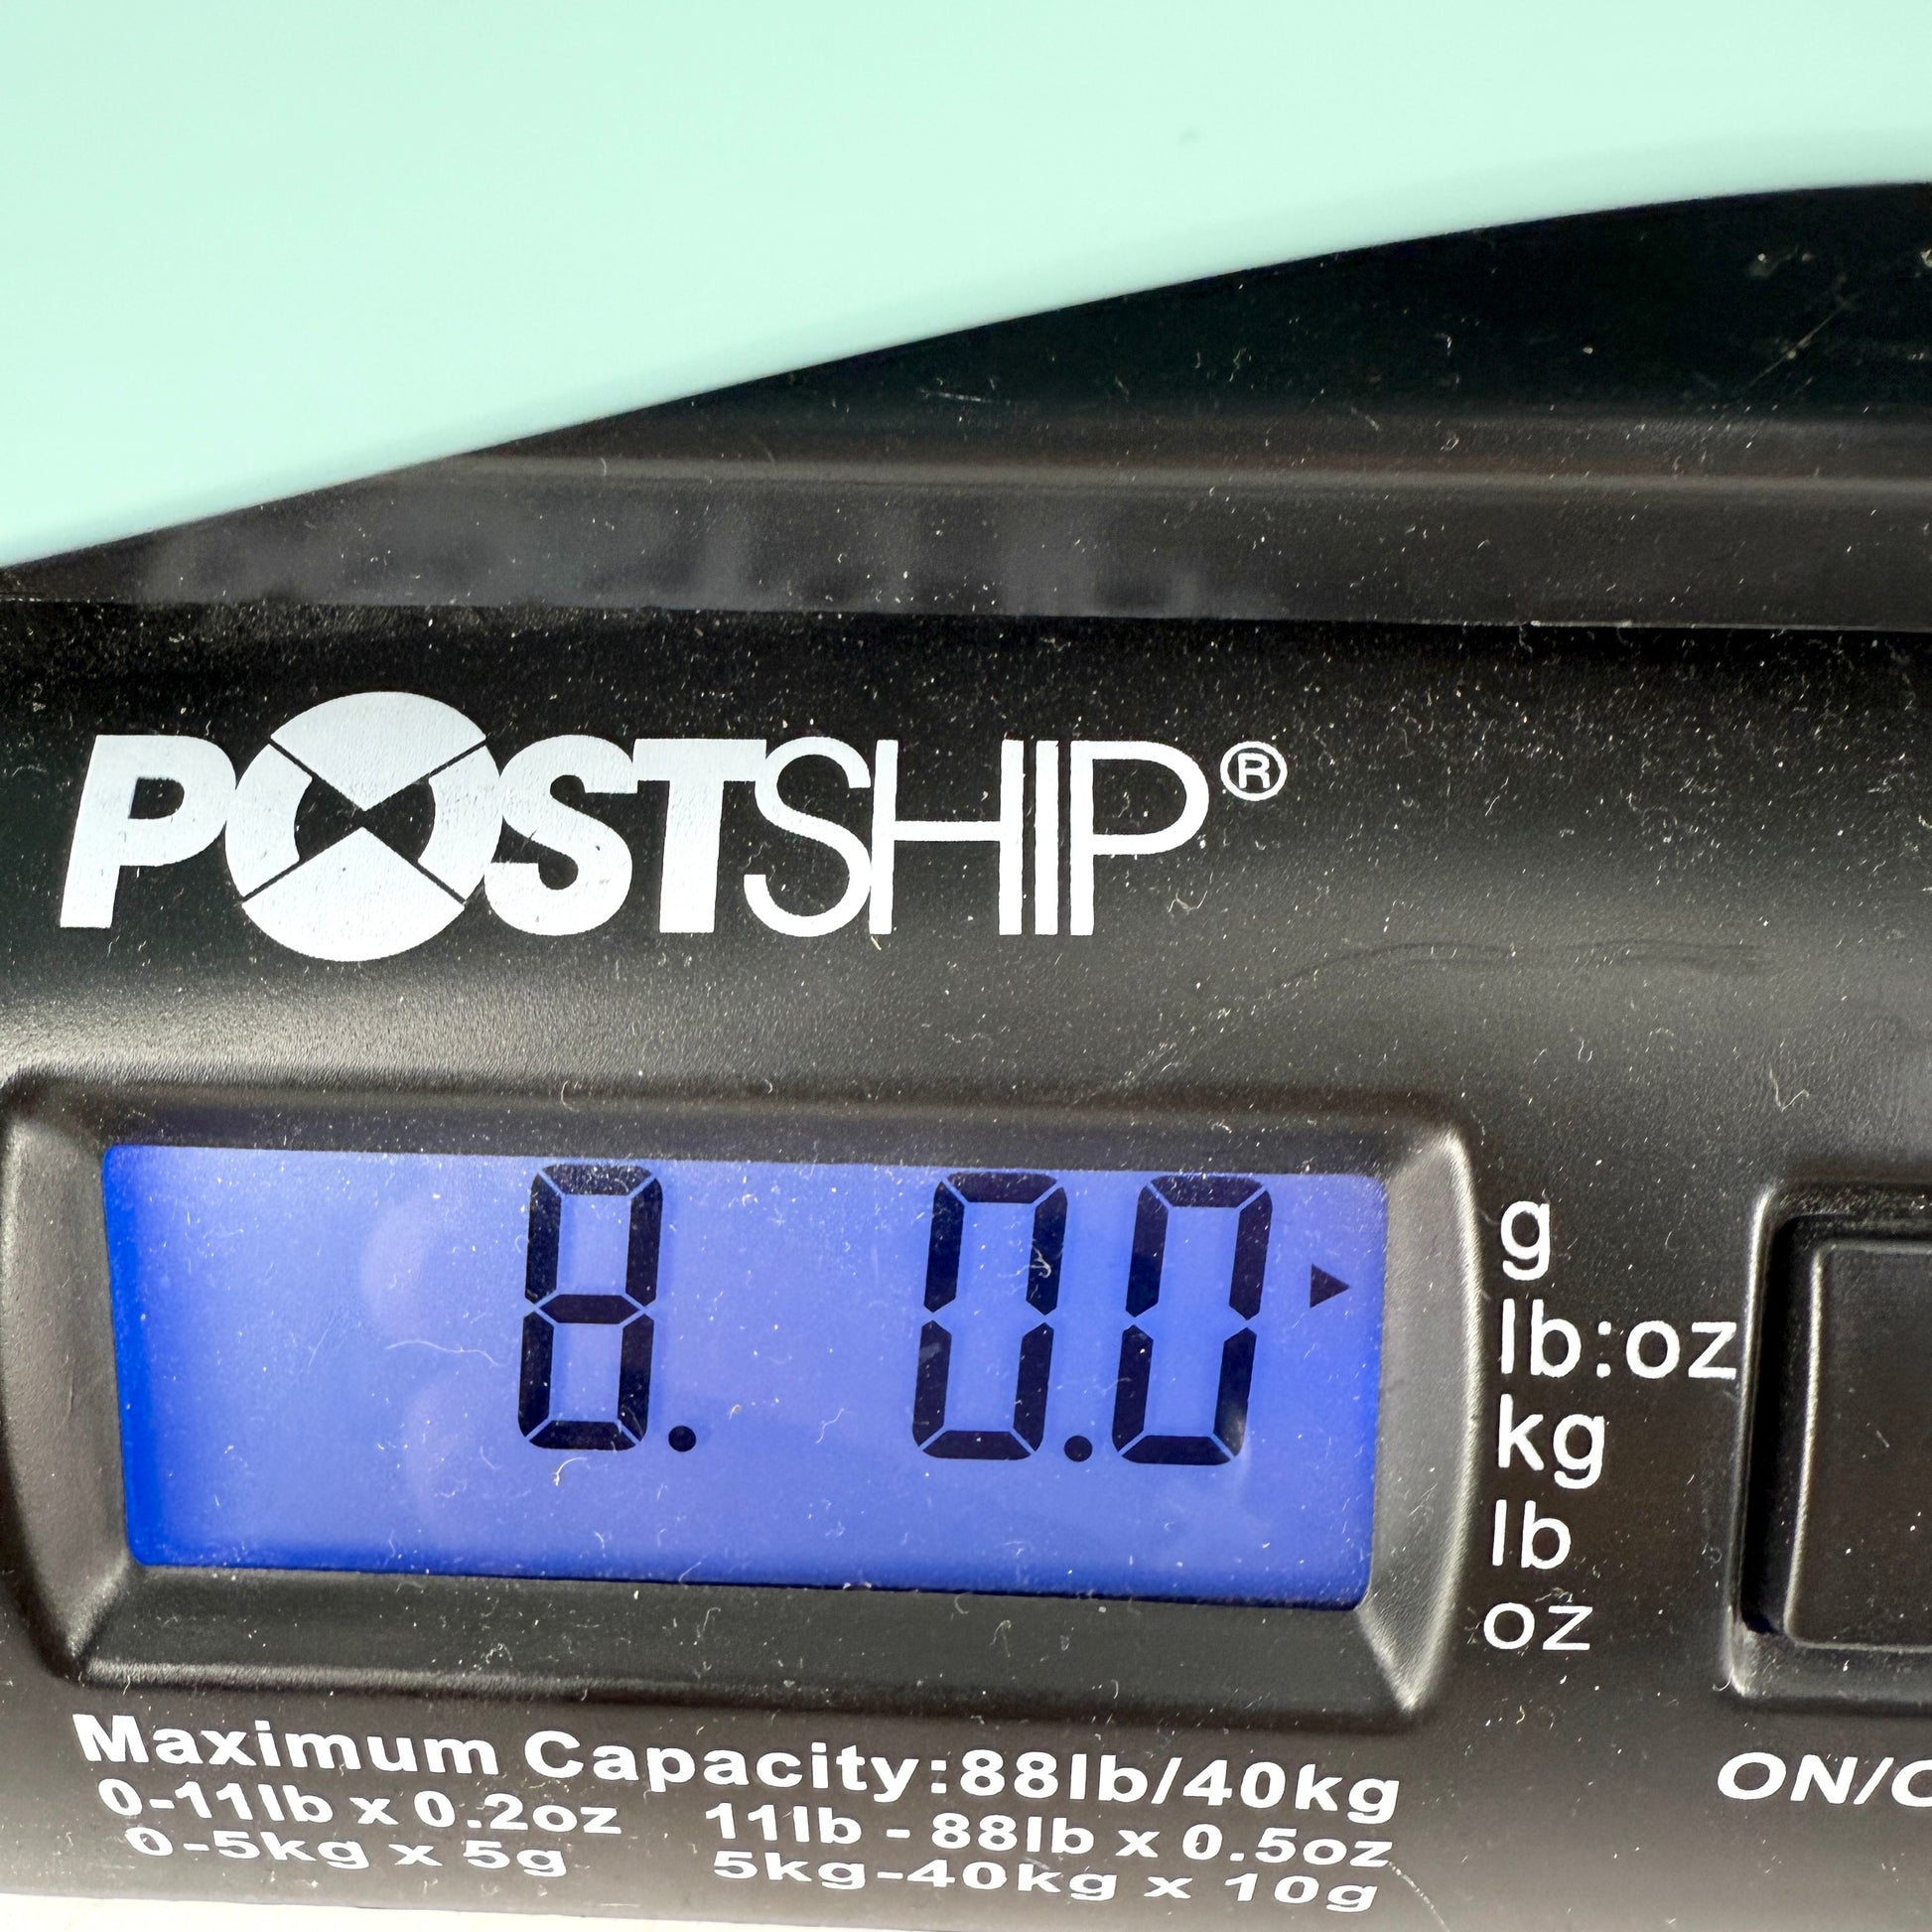 POSTSHIP®
8. 0.0
g
lb:oz
kg
lb
oz
Maximum Capacity:88lb/40kg
0-11lb x 0.2oz 11lb - 88lb x 0.5oz
0-5kg x 5g 5kg-40kg x 10g